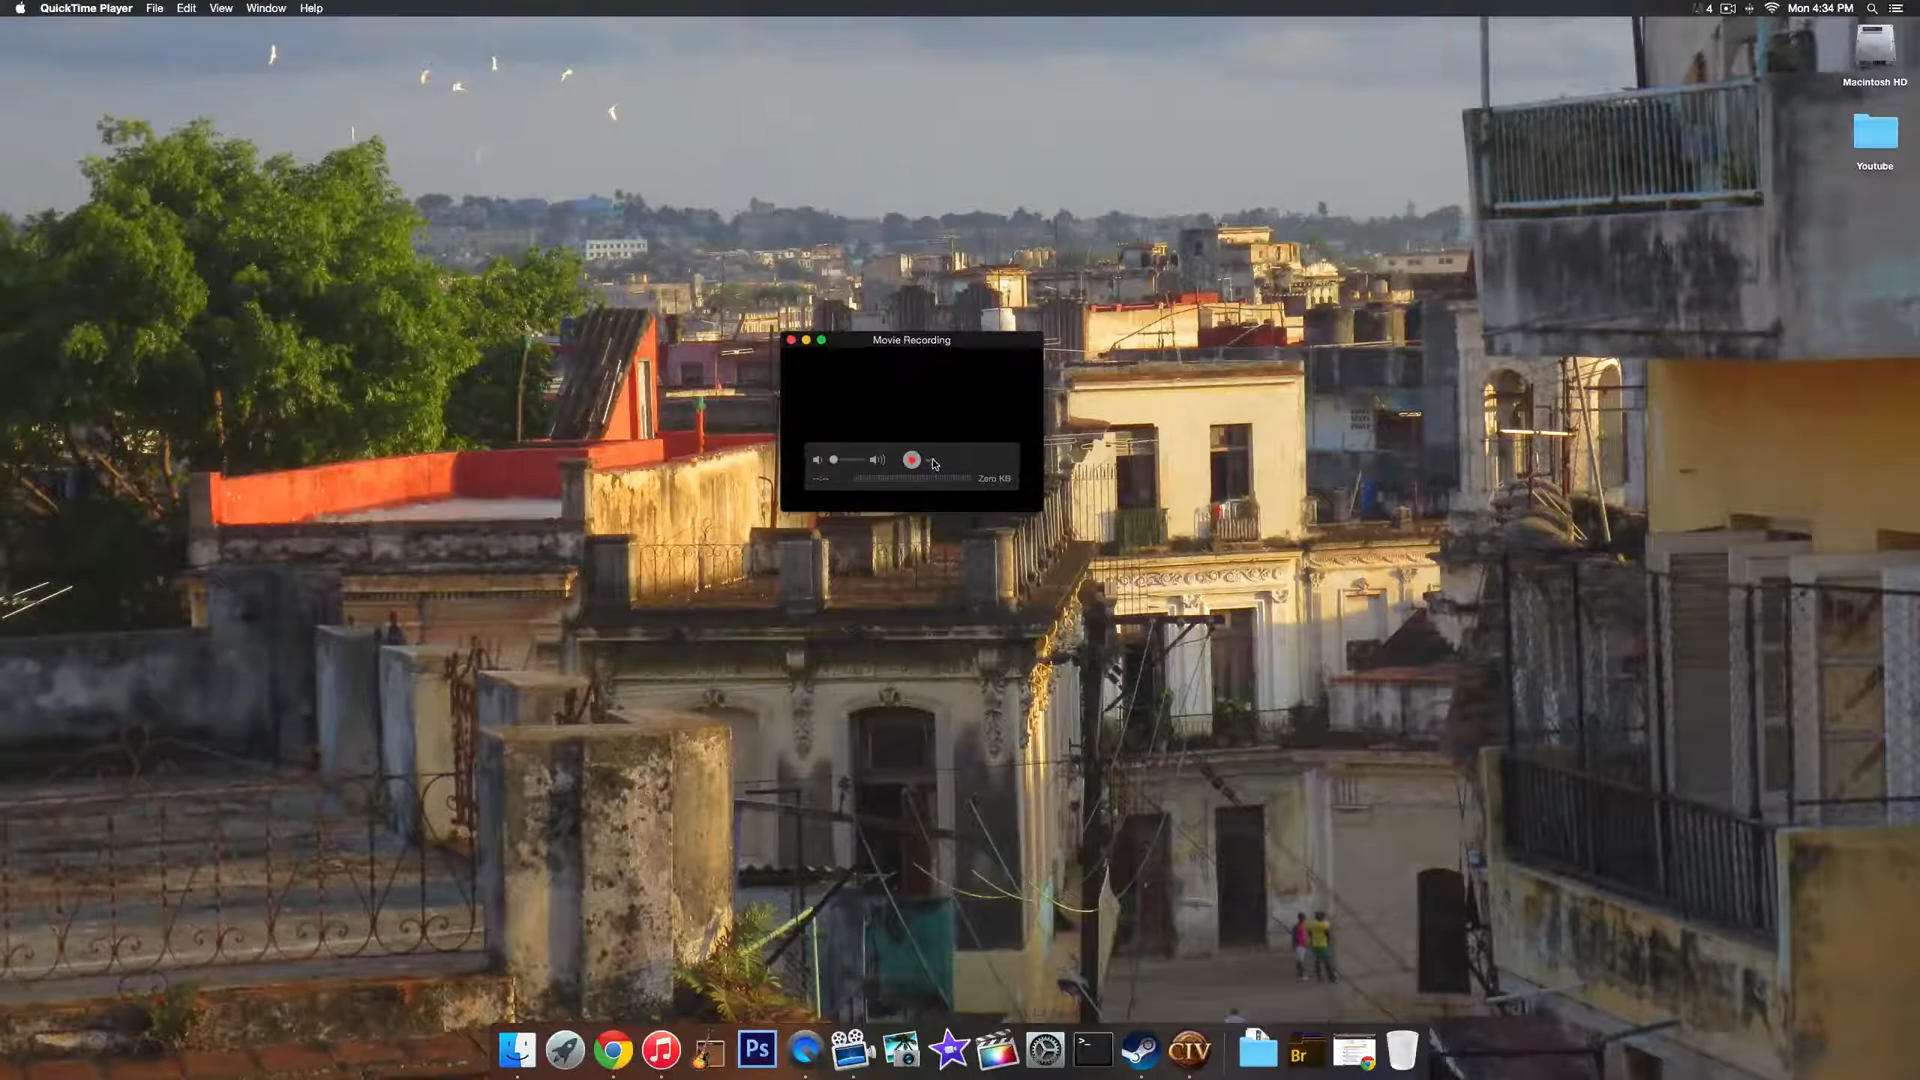 QuickTime Player File Edit View Window Help
4 Mon 4:34 PM
Macintosh HD
Youtube
Movie Recording
--:-- Zero KB
Ps
CIV
Br